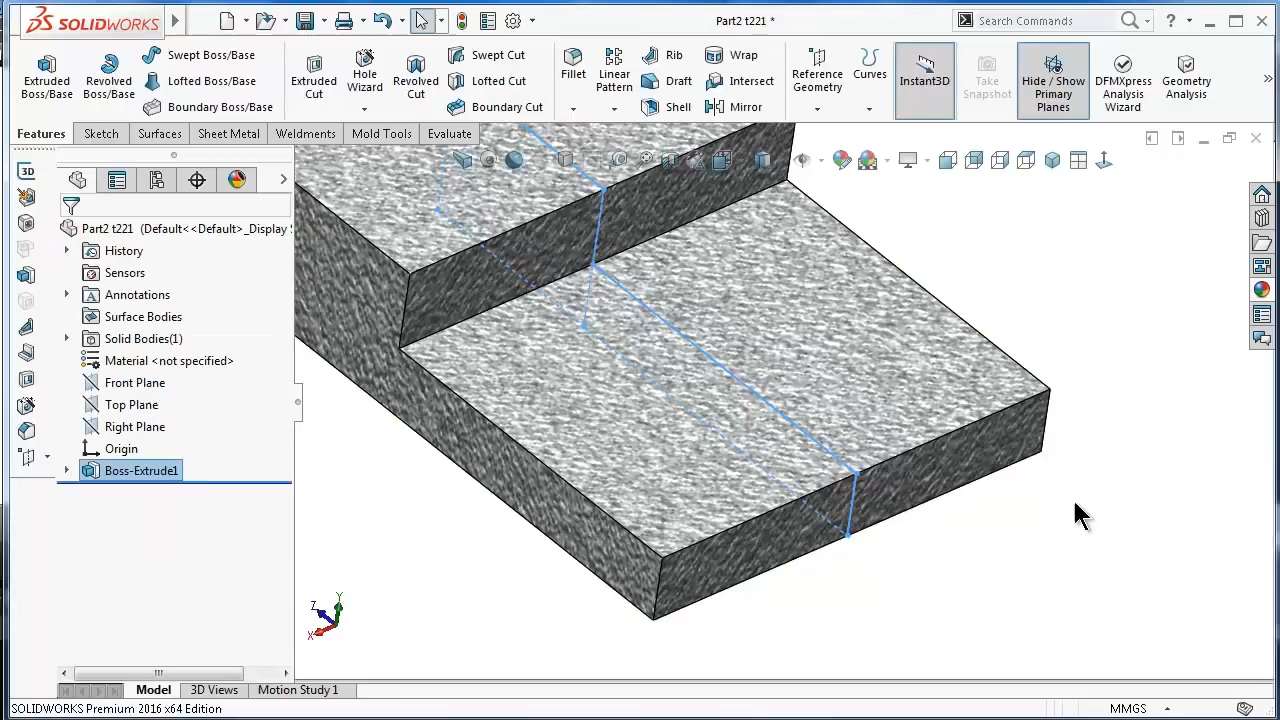 SOLIDWORKS
Part2 t221 *
Search Commands
?
Extruded Boss/Base
Revolved Boss/Base
Swept Boss/Base
Lofted Boss/Base
Boundary Boss/Base
Extruded Cut
Hole Wizard
Revolved Cut
Swept Cut
Lofted Cut
Boundary Cut
Fillet
Linear Pattern
Rib
Draft
Shell
Wrap
Intersect
Mirror
Reference Geometry
Curves
Instant3D
Take Snapshot
Hide / Show Primary Planes
DFMXpress Analysis Wizard
Geometry Analysis
Features
Sketch
Surfaces
Sheet Metal
Weldments
Mold Tools
Evaluate
3D
Part2 t221 (Default<<Default>_Display
History
Sensors
Annotations
Surface Bodies
Solid Bodies(1)
Material <not specified>
Front Plane
Top Plane
Right Plane
Origin
Boss-Extrude1
Y
Z
X
Model
3D Views
Motion Study 1
SOLIDWORKS Premium 2016 x64 Edition
MMGS